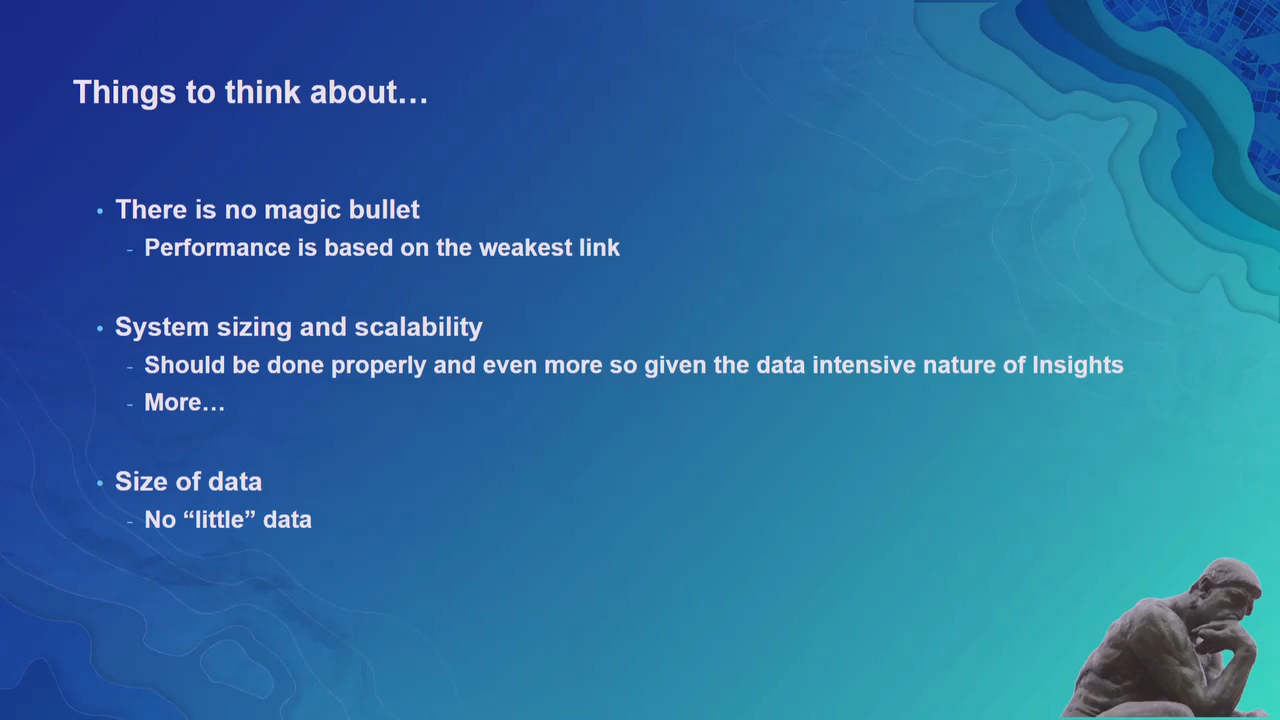 Things to think about…
• There is no magic bullet
- Performance is based on the weakest link
• System sizing and scalability
- Should be done properly and even more so given the data intensive nature of Insights
- More…
• Size of data
- No “little” data